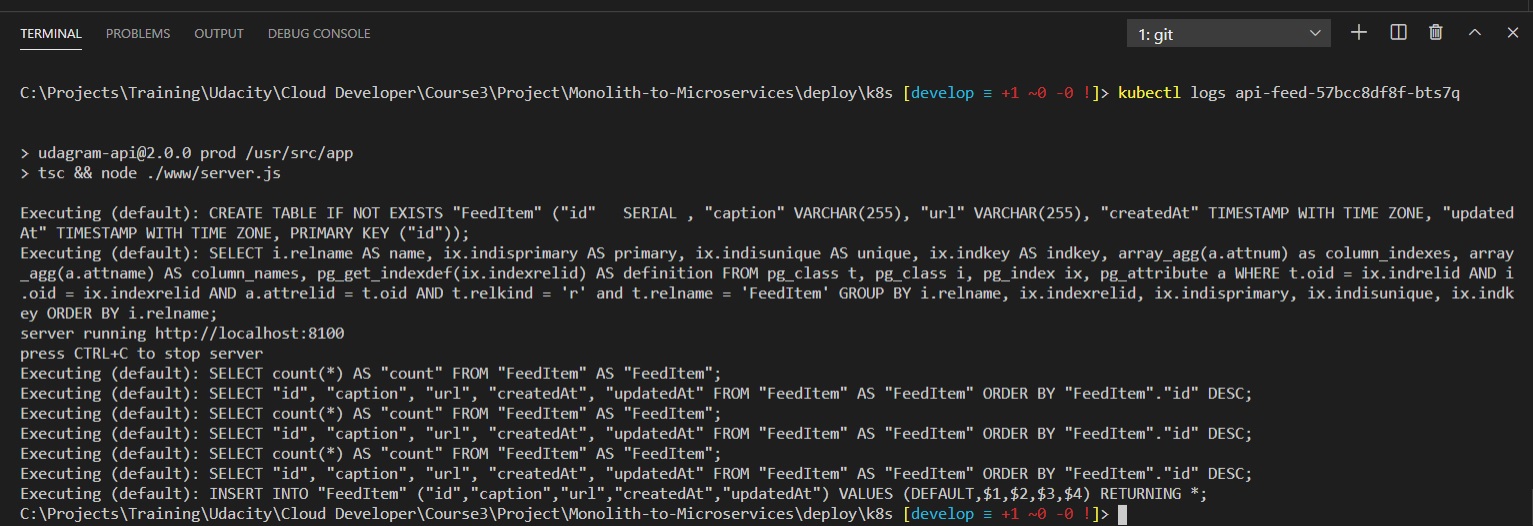 TERMINAL PROBLEMS OUTPUT DEBUG CONSOLE 1: git
C:\Projects\Training\Udacity\Cloud Developer\Course3\Project\Monolith-to-Microservices\deploy\k8s [develop ≡ +1 ~0 -0 !]> kubectl logs api-feed-57bcc8df8f-bts7q
> udagram-api@2.0.0 prod /usr/src/app
> tsc && node ./www/server.js
Executing (default): CREATE TABLE IF NOT EXISTS "FeedItem" ("id"   SERIAL , "caption" VARCHAR(255), "url" VARCHAR(255), "createdAt" TIMESTAMP WITH TIME ZONE, "updated
At" TIMESTAMP WITH TIME ZONE, PRIMARY KEY ("id"));
Executing (default): SELECT i.relname AS name, ix.indisprimary AS primary, ix.indisunique AS unique, ix.indkey AS indkey, array_agg(a.attnum) as column_indexes, array
_agg(a.attname) AS column_names, pg_get_indexdef(ix.indexrelid) AS definition FROM pg_class t, pg_class i, pg_index ix, pg_attribute a WHERE t.oid = ix.indrelid AND i
.oid = ix.indexrelid AND a.attrelid = t.oid AND t.relkind = 'r' and t.relname = 'FeedItem' GROUP BY i.relname, ix.indexrelid, ix.indisprimary, ix.indisunique, ix.indk
ey ORDER BY i.relname;
server running http://localhost:8100
press CTRL+C to stop server
Executing (default): SELECT count(*) AS "count" FROM "FeedItem" AS "FeedItem";
Executing (default): SELECT "id", "caption", "url", "createdAt", "updatedAt" FROM "FeedItem" AS "FeedItem" ORDER BY "FeedItem"."id" DESC;
Executing (default): SELECT count(*) AS "count" FROM "FeedItem" AS "FeedItem";
Executing (default): SELECT "id", "caption", "url", "createdAt", "updatedAt" FROM "FeedItem" AS "FeedItem" ORDER BY "FeedItem"."id" DESC;
Executing (default): SELECT count(*) AS "count" FROM "FeedItem" AS "FeedItem";
Executing (default): SELECT "id", "caption", "url", "createdAt", "updatedAt" FROM "FeedItem" AS "FeedItem" ORDER BY "FeedItem"."id" DESC;
Executing (default): INSERT INTO "FeedItem" ("id","caption","url","createdAt","updatedAt") VALUES (DEFAULT,$1,$2,$3,$4) RETURNING *;
C:\Projects\Training\Udacity\Cloud Developer\Course3\Project\Monolith-to-Microservices\deploy\k8s [develop ≡ +1 ~0 -0 !]>